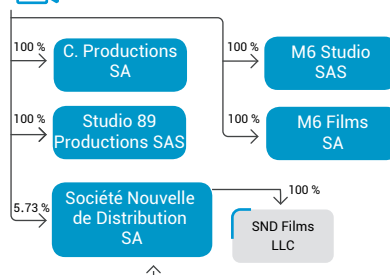 100 %
C. Productions
SA
100 %
M6 Studio
SAS
100 %
Studio 89
Productions SAS
100 %
M6 Films
SA
5.73 %
Société Nouvelle
de Distribution
SA
100 %
SND Films
LLC